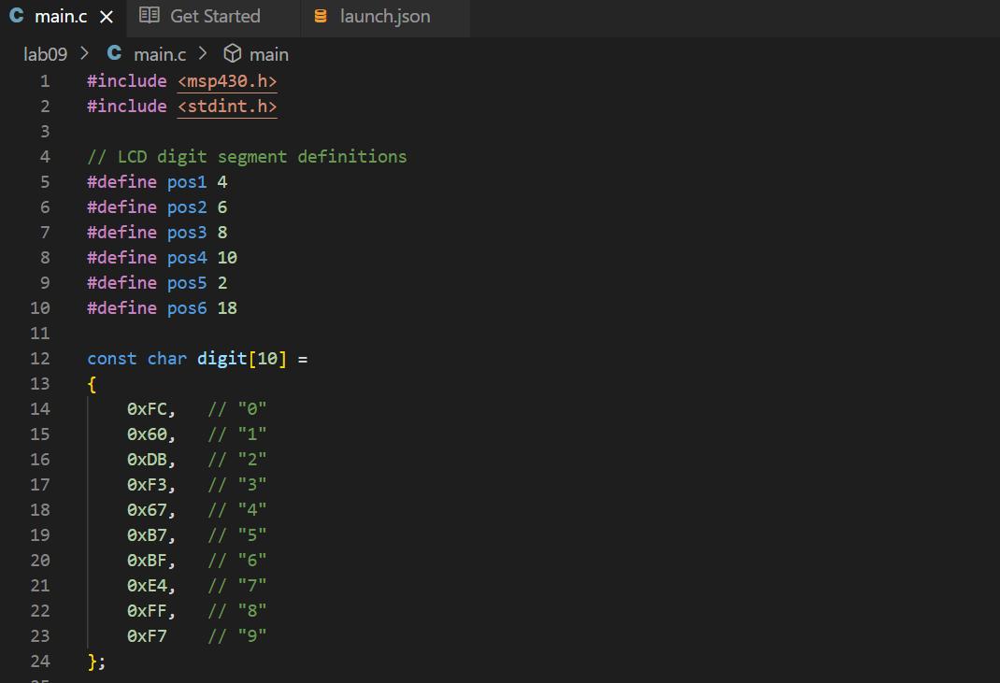 C main.c × Get Started launch.json
lab09 > C main.c > main
1 #include <msp430.h>
2 #include <stdint.h>
3
4 // LCD digit segment definitions
5 #define pos1 4
6 #define pos2 6
7 #define pos3 8
8 #define pos4 10
9 #define pos5 2
10 #define pos6 18
11
12 const char digit[10] =
13 {
14 0xFC, // "0"
15 0x60, // "1"
16 0xDB, // "2"
17 0xF3, // "3"
18 0x67, // "4"
19 0xB7, // "5"
20 0xBF, // "6"
21 0xE4, // "7"
22 0xFF, // "8"
23 0xF7 // "9"
24 };